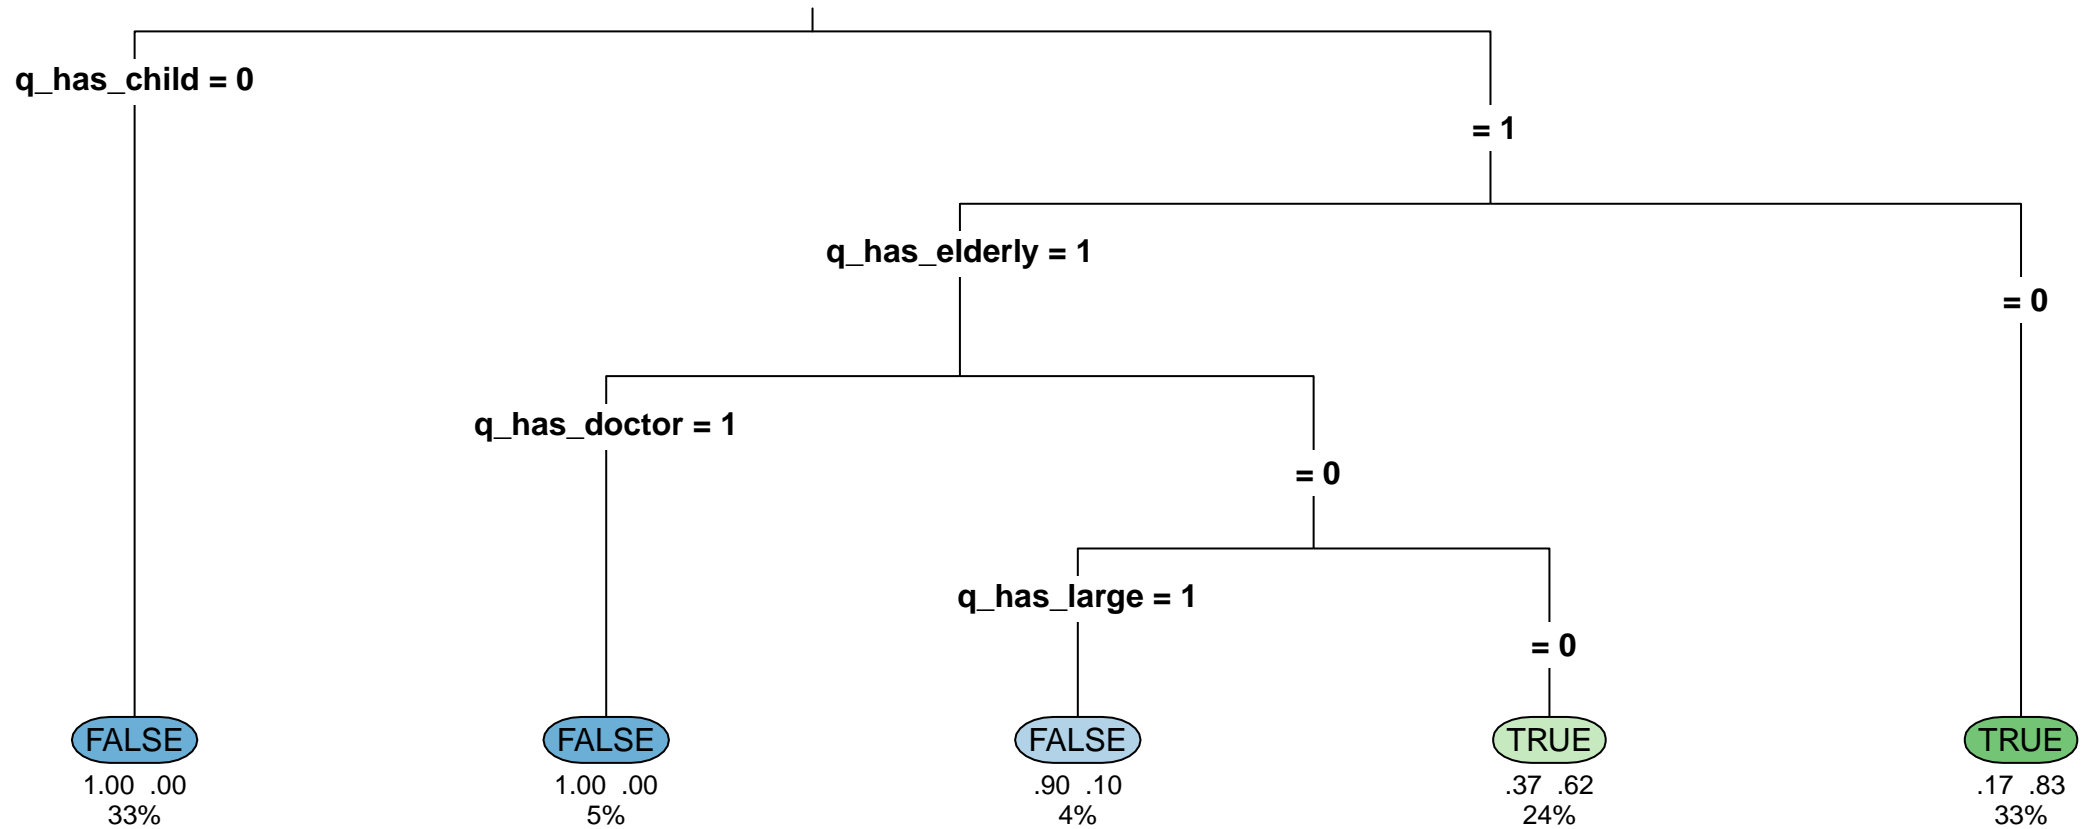 q_has_child = 0
= 1
q_has_elderly = 1
= 0
q_has_doctor = 1
= 0
q_has_large = 1
= 0
FALSE FALSE FALSE TRUE TRUE
1.00 .00 1.00 .00 .90 .10 .37 .62 .17 .83
33% 5% 4% 24% 33%